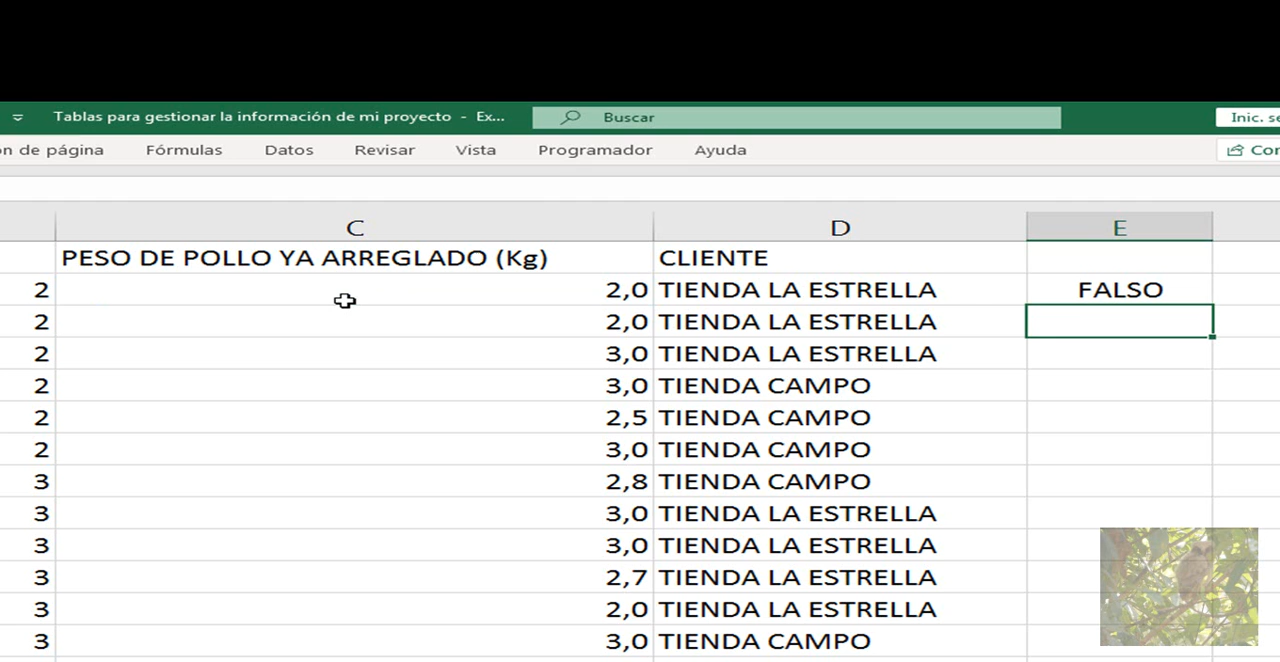 Tablas para gestionar la información de mi proyecto - Ex...
Buscar
Inic. se
ón de página Fórmulas Datos Revisar Vista Programador Ayuda
Cor
C D E
PESO DE POLLO YA ARREGLADO (Kg) CLIENTE
2 2,0 TIENDA LA ESTRELLA FALSO
2 2,0 TIENDA LA ESTRELLA
2 3,0 TIENDA LA ESTRELLA
2 3,0 TIENDA CAMPO
2 2,5 TIENDA CAMPO
2 3,0 TIENDA CAMPO
3 2,8 TIENDA CAMPO
3 3,0 TIENDA LA ESTRELLA
3 3,0 TIENDA LA ESTRELLA
3 2,7 TIENDA LA ESTRELLA
3 2,0 TIENDA LA ESTRELLA
3 3,0 TIENDA CAMPO